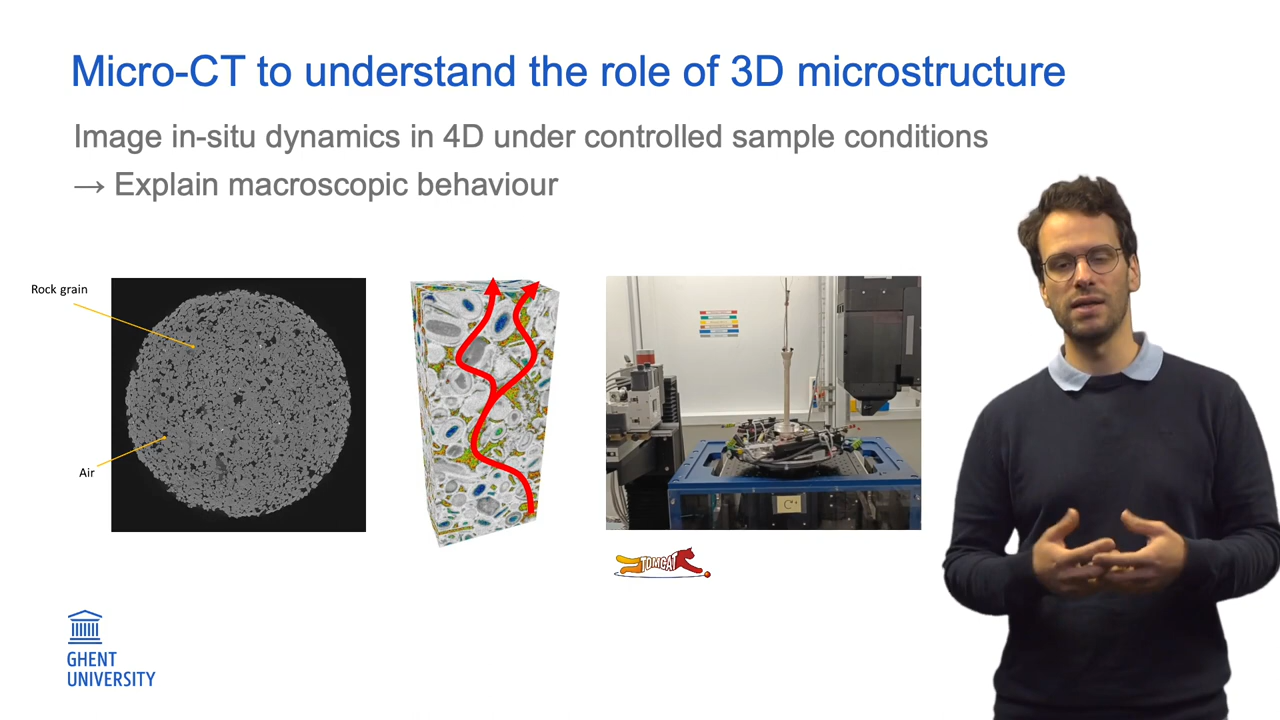 Micro-CT to understand the role of 3D microstructure
Image in-situ dynamics in 4D under controlled sample conditions
→ Explain macroscopic behaviour
Rock grain
Air
TOMCAT
GHENT
UNIVERSITY